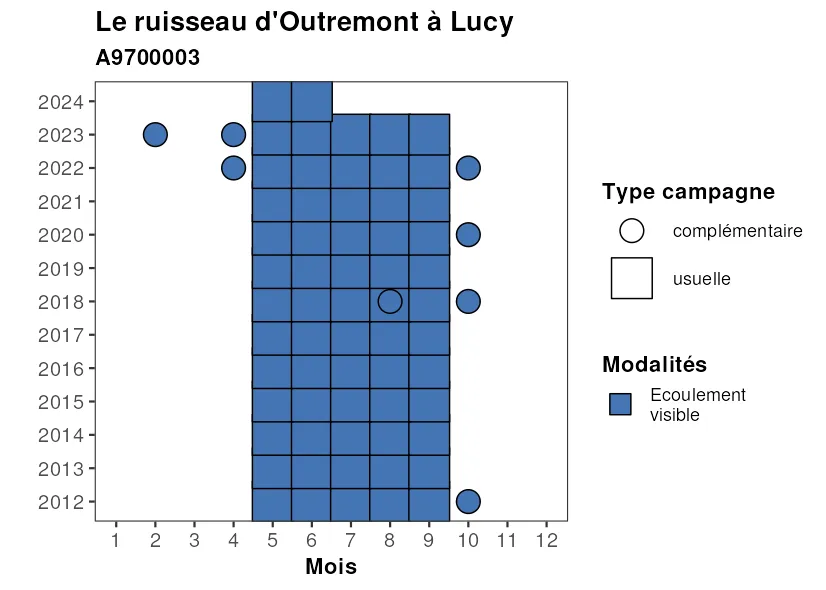 Le ruisseau d'Outremont à Lucy
A9700003
2024
2023
2022
2021
2020
2019
2018
2017
2016
2015
2014
2013
2012
1 2 3 4 5 6 7 8 9 10 11 12
Mois
Type campagne
complémentaire
usuelle
Modalités
Ecoulement
visible